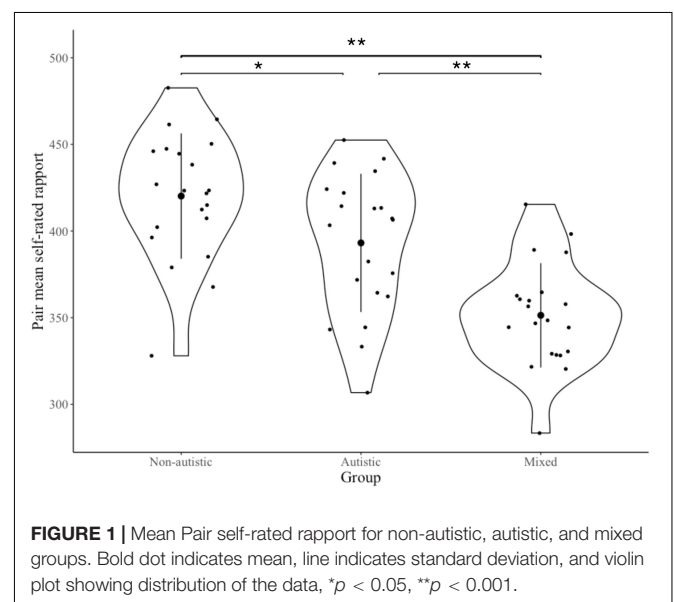 **
* **
500
450
400
350
300
Pair mean self-rated rapport
Non-autistic Autistic Mixed
Group
FIGURE 1 | Mean Pair self-rated rapport for non-autistic, autistic, and mixed
groups. Bold dot indicates mean, line indicates standard deviation, and violin
plot showing distribution of the data, *p < 0.05, **p < 0.001.